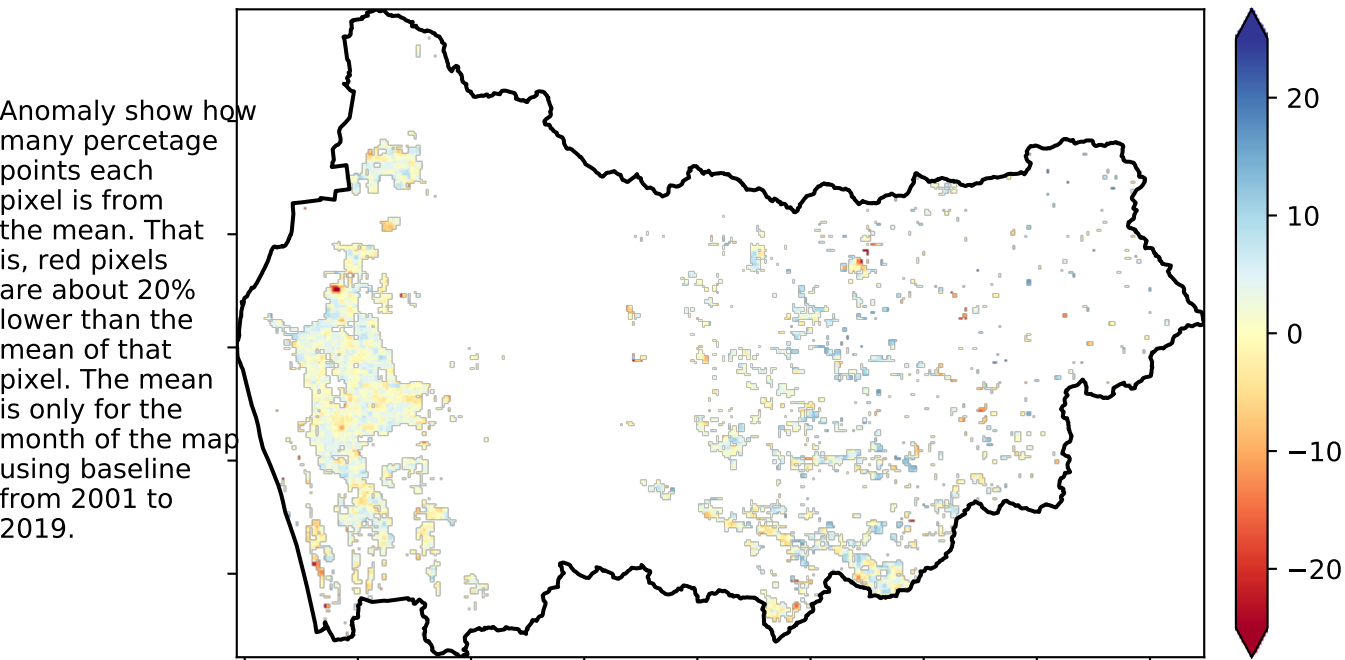 Anomaly show how
many percetage
points each
pixel is from
the mean. That
is, red pixels
are about 20%
lower than the
mean of that
pixel. The mean
is only for the
month of the map
using baseline
from 2001 to
2019.
20
10
0
−10
−20